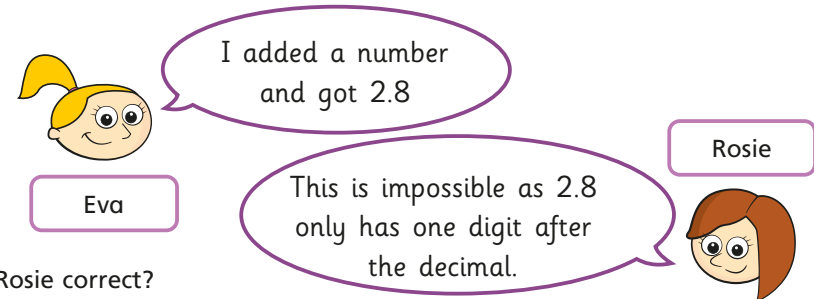 I added a number
and got 2.8
Eva
Rosie
This is impossible as 2.8
only has one digit after
the decimal.
Rosie correct?